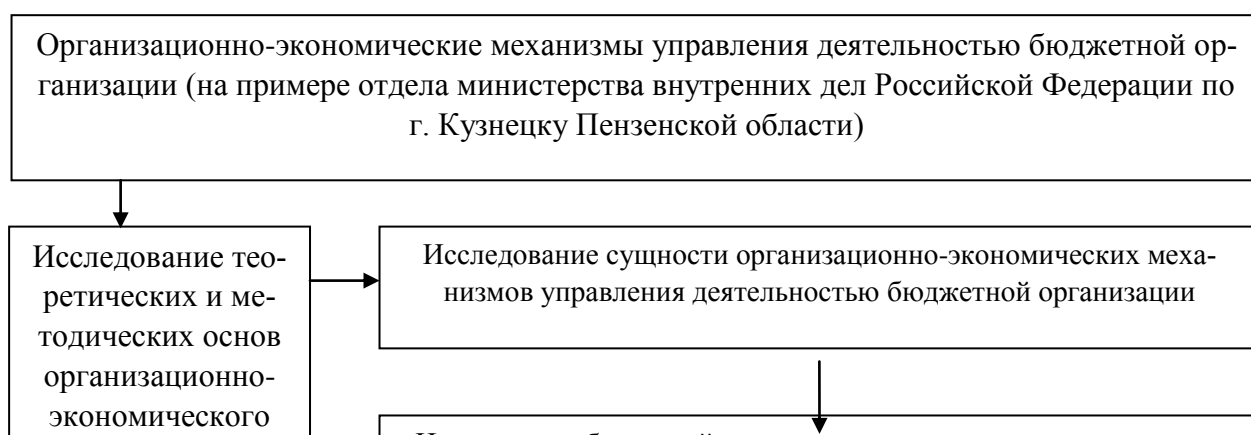 Организационно-экономические механизмы управления деятельностью бюджетной ор-
ганизации (на примере отдела министерства внутренних дел Российской Федерации по
г. Кузнецку Пензенской области)
Исследование тео-
ретических и ме-
тодических основ
организационно-
экономического
Исследование сущности организационно-экономических меха-
низмов управления деятельностью бюджетной организации